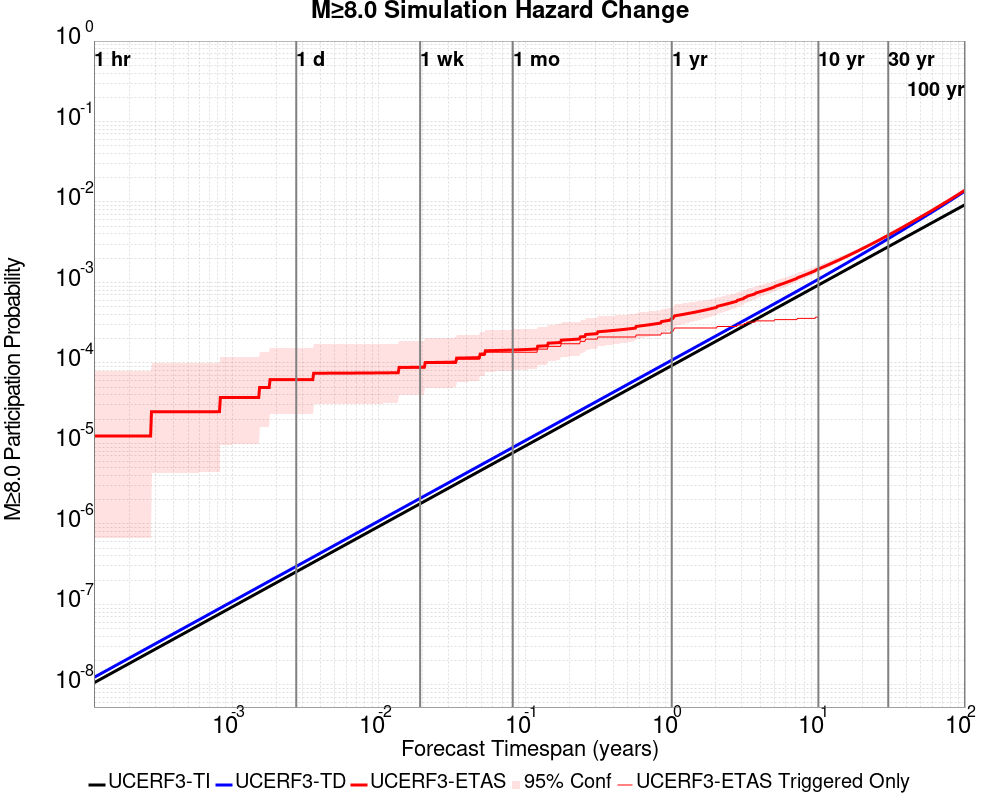 M≥8.0 Simulation Hazard Change
10^0
10^-1
10^-2
10^-3
10^-4
10^-5
10^-6
10^-7
10^-8
M≥8.0 Participation Probability
1 hr
1 d
1 wk
1 mo
1 yr
10 yr
30 yr
100 yr
10^-3
10^-2
10^-1
10^0
10^1
10^2
Forecast Timespan (years)
UCERF3-TI UCERF3-TD UCERF3-ETAS 95% Conf UCERF3-ETAS Triggered Only